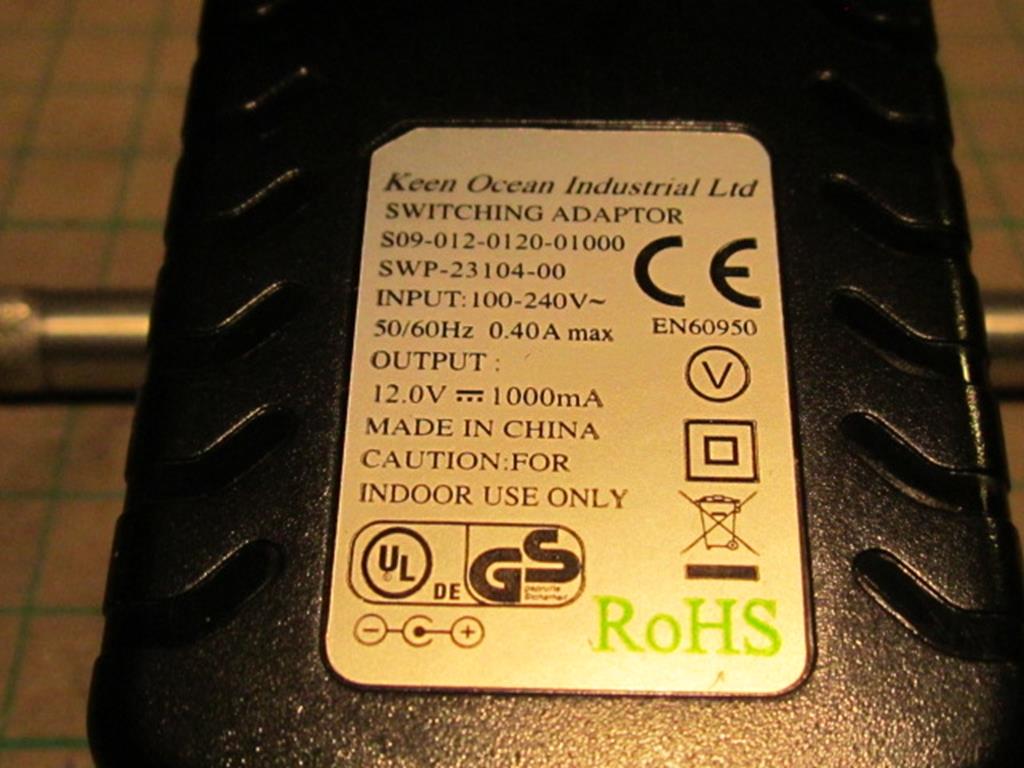 Keen Ocean Industrial Ltd
SWITCHING ADAPTOR
S09-012-0120-01000
SWP-23104-00
INPUT:100-240V~
50/60Hz 0.40A max
EN60950
OUTPUT :
12.0V ⎓ 1000mA
V
MADE IN CHINA
CAUTION:FOR
INDOOR USE ONLY
UL DE GS
geprüfte
Sicherheit
RoHS